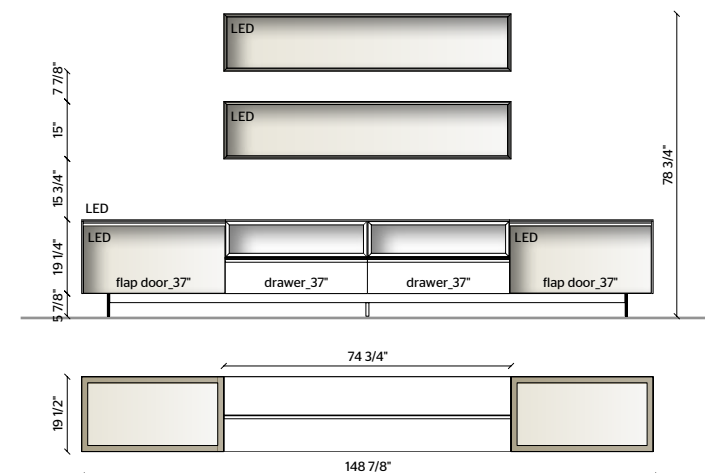 LED
7 7/8"
LED
15"
78 3/4"
15 3/4"
LED
LED
LED
19 1/4"
flap door_37"
drawer_37"
drawer_37"
flap door_37"
5 7/8"
74 3/4"
19 1/2"
148 7/8"